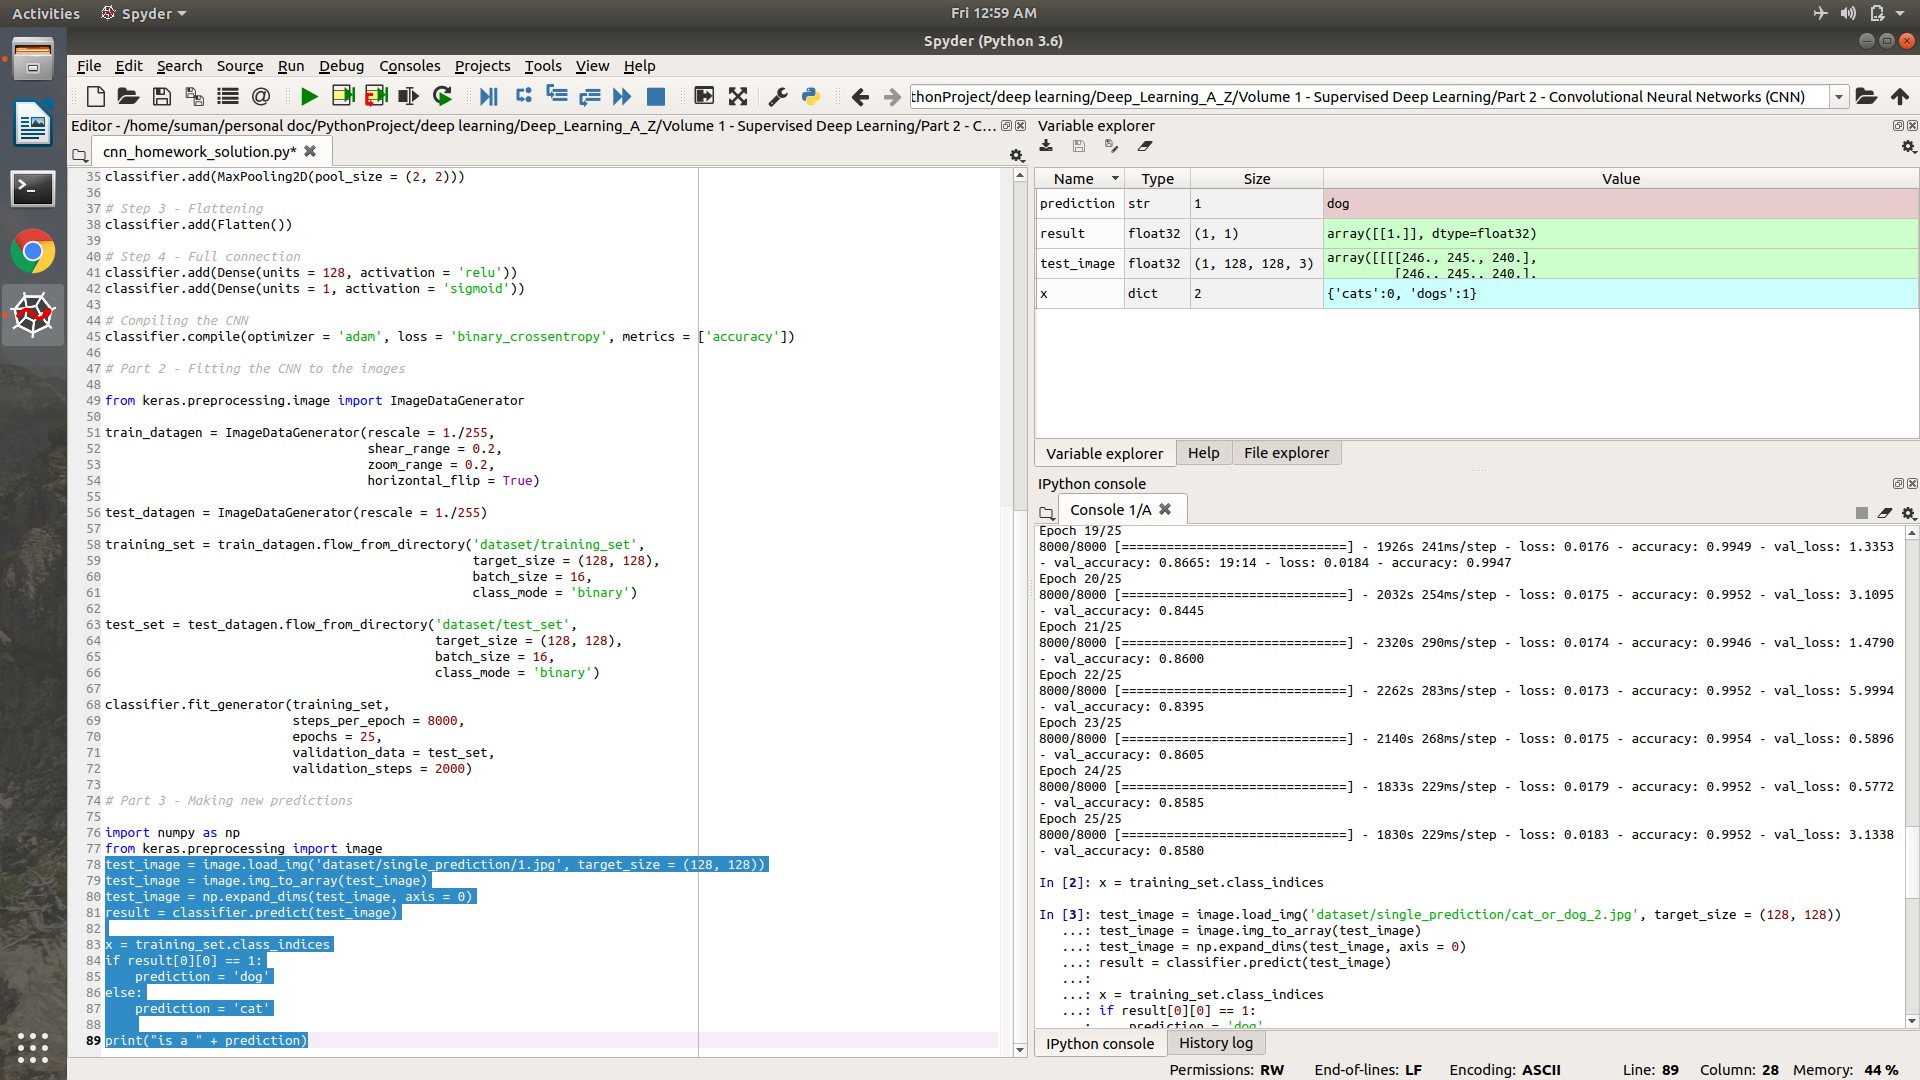 Activities
Spyder
Fri 12:59 AM
Spyder (Python 3.6)
File Edit Search Source Run Debug Consoles Projects Tools View Help
thonProject/deep learning/Deep_Learning_A_Z/Volume 1 - Supervised Deep Learning/Part 2 - Convolutional Neural Networks (CNN)
Editor - /home/suman/personal doc/PythonProject/deep learning/Deep_Learning_A_Z/Volume 1 - Supervised Deep Learning/Part 2 - C...
cnn_homework_solution.py*
35 classifier.add(MaxPooling2D(pool_size = (2, 2)))
36
37 # Step 3 - Flattening
38 classifier.add(Flatten())
39
40 # Step 4 - Full connection
41 classifier.add(Dense(units = 128, activation = 'relu'))
42 classifier.add(Dense(units = 1, activation = 'sigmoid'))
43
44 # Compiling the CNN
45 classifier.compile(optimizer = 'adam', loss = 'binary_crossentropy', metrics = ['accuracy'])
46
47 # Part 2 - Fitting the CNN to the images
48
49 from keras.preprocessing.image import ImageDataGenerator
50
51 train_datagen = ImageDataGenerator(rescale = 1./255,
52 shear_range = 0.2,
53 zoom_range = 0.2,
54 horizontal_flip = True)
55
56 test_datagen = ImageDataGenerator(rescale = 1./255)
57
58 training_set = train_datagen.flow_from_directory('dataset/training_set',
59 target_size = (128, 128),
60 batch_size = 16,
61 class_mode = 'binary')
62
63 test_set = test_datagen.flow_from_directory('dataset/test_set',
64 target_size = (128, 128),
65 batch_size = 16,
66 class_mode = 'binary')
67
68 classifier.fit_generator(training_set,
69 steps_per_epoch = 8000,
70 epochs = 25,
71 validation_data = test_set,
72 validation_steps = 2000)
73
74 # Part 3 - Making new predictions
75
76 import numpy as np
77 from keras.preprocessing import image
78 test_image = image.load_img('dataset/single_prediction/1.jpg', target_size = (128, 128))
79 test_image = image.img_to_array(test_image)
80 test_image = np.expand_dims(test_image, axis = 0)
81 result = classifier.predict(test_image)
82
83 x = training_set.class_indices
84 if result[0][0] == 1:
85 prediction = 'dog'
86 else:
87 prediction = 'cat'
88
89 print("is a " + prediction)
Variable explorer
Name Type Size Value
prediction str 1 dog
result float32 (1, 1) array([[1.]], dtype=float32)
test_image float32 (1, 128, 128, 3) array([[[[246., 245., 240.],
[246., 245., 240.],
x dict 2 {'cats':0, 'dogs':1}
Variable explorer Help File explorer
IPython console
Console 1/A
Epoch 19/25
8000/8000 [==============================] - 1926s 241ms/step - loss: 0.0176 - accuracy: 0.9949 - val_loss: 1.3353
- val_accuracy: 0.8665: 19:14 - loss: 0.0184 - accuracy: 0.9947
Epoch 20/25
8000/8000 [==============================] - 2032s 254ms/step - loss: 0.0175 - accuracy: 0.9952 - val_loss: 3.1095
- val_accuracy: 0.8445
Epoch 21/25
8000/8000 [==============================] - 2320s 290ms/step - loss: 0.0174 - accuracy: 0.9946 - val_loss: 1.4790
- val_accuracy: 0.8600
Epoch 22/25
8000/8000 [==============================] - 2262s 283ms/step - loss: 0.0173 - accuracy: 0.9952 - val_loss: 5.9994
- val_accuracy: 0.8395
Epoch 23/25
8000/8000 [==============================] - 2140s 268ms/step - loss: 0.0175 - accuracy: 0.9954 - val_loss: 0.5896
- val_accuracy: 0.8605
Epoch 24/25
8000/8000 [==============================] - 1833s 229ms/step - loss: 0.0179 - accuracy: 0.9952 - val_loss: 0.5772
- val_accuracy: 0.8585
Epoch 25/25
8000/8000 [==============================] - 1830s 229ms/step - loss: 0.0183 - accuracy: 0.9952 - val_loss: 3.1338
- val_accuracy: 0.8580
In [2]: x = training_set.class_indices
In [3]: test_image = image.load_img('dataset/single_prediction/cat_or_dog_2.jpg', target_size = (128, 128))
...: test_image = image.img_to_array(test_image)
...: test_image = np.expand_dims(test_image, axis = 0)
...: result = classifier.predict(test_image)
...:
...: x = training_set.class_indices
...: if result[0][0] == 1:
...: prediction = 'dog'
IPython console History log
Permissions: RW End-of-lines: LF Encoding: ASCII Line: 89 Column: 28 Memory: 44 %